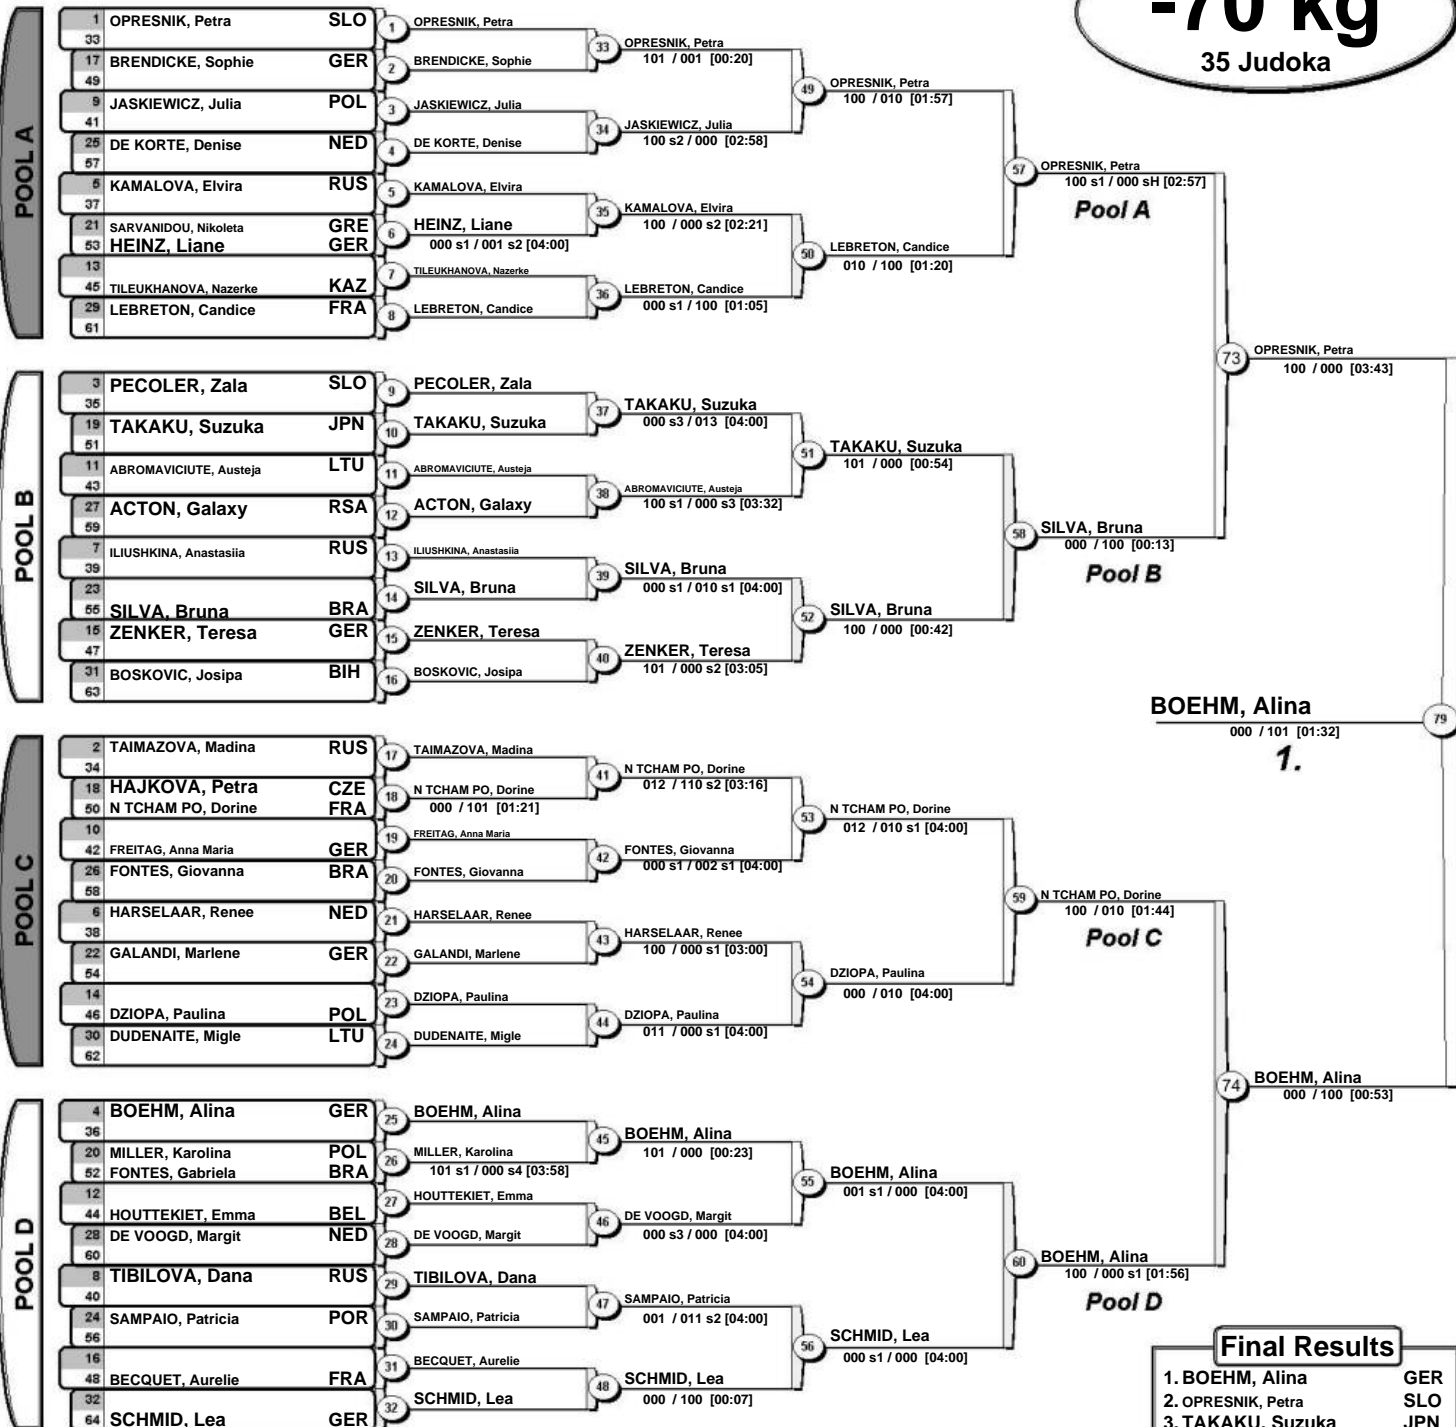 -70 kg
35 Judoka
POOL A
1 OPRESNIK, Petra SLO
33
17 BRENDICKE, Sophie GER
49
9 JASKIEWICZ, Julia POL
41
25 DE KORTE, Denise NED
57
5 KAMALOVA, Elvira RUS
37
21 SARVANIDOU, Nikoleta GRE
53 HEINZ, Liane GER
13
45 TILEUKHANOVA, Nazerke KAZ
29 LEBRETON, Candice FRA
61
1 OPRESNIK, Petra
2 BRENDICKE, Sophie
3 JASKIEWICZ, Julia
4 DE KORTE, Denise
5 KAMALOVA, Elvira
6 HEINZ, Liane
000 s1 / 001 s2 [04:00]
7 TILEUKHANOVA, Nazerke
8 LEBRETON, Candice
33 OPRESNIK, Petra
101 / 001 [00:20]
34 JASKIEWICZ, Julia
100 s2 / 000 [02:58]
35 KAMALOVA, Elvira
100 / 000 s2 [02:21]
36 LEBRETON, Candice
000 s1 / 100 [01:05]
49 OPRESNIK, Petra
100 / 010 [01:57]
50 LEBRETON, Candice
010 / 100 [01:20]
57 OPRESNIK, Petra
100 s1 / 000 sH [02:57]
Pool A
POOL B
3 PECOLER, Zala SLO
35
19 TAKAKU, Suzuka JPN
51
11 ABROMAVICIUTE, Austeja LTU
43
27 ACTON, Galaxy RSA
59
7 ILIUSHKINA, Anastasiia RUS
39
23
55 SILVA, Bruna BRA
15 ZENKER, Teresa GER
47
31 BOSKOVIC, Josipa BIH
63
9 PECOLER, Zala
10 TAKAKU, Suzuka
11 ABROMAVICIUTE, Austeja
12 ACTON, Galaxy
13 ILIUSHKINA, Anastasiia
14 SILVA, Bruna
15 ZENKER, Teresa
16 BOSKOVIC, Josipa
37 TAKAKU, Suzuka
000 s3 / 013 [04:00]
38 ABROMAVICIUTE, Austeja
100 s1 / 000 s3 [03:32]
39 SILVA, Bruna
000 s1 / 010 s1 [04:00]
40 ZENKER, Teresa
101 / 000 s2 [03:05]
51 TAKAKU, Suzuka
101 / 000 [00:54]
52 SILVA, Bruna
100 / 000 [00:42]
58 SILVA, Bruna
000 / 100 [00:13]
Pool B
73 OPRESNIK, Petra
100 / 000 [03:43]
BOEHM, Alina 79
000 / 101 [01:32]
1.
POOL C
2 TAIMAZOVA, Madina RUS
34
18 HAJKOVA, Petra CZE
50 N TCHAM PO, Dorine FRA
10
42 FREITAG, Anna Maria GER
26 FONTES, Giovanna BRA
58
6 HARSELAAR, Renee NED
38
22 GALANDI, Marlene GER
54
14
46 DZIOPA, Paulina POL
30 DUDENAITE, Migle LTU
62
17 TAIMAZOVA, Madina
18 N TCHAM PO, Dorine
000 / 101 [01:21]
19 FREITAG, Anna Maria
20 FONTES, Giovanna
21 HARSELAAR, Renee
22 GALANDI, Marlene
23 DZIOPA, Paulina
24 DUDENAITE, Migle
41 N TCHAM PO, Dorine
012 / 110 s2 [03:16]
42 FONTES, Giovanna
000 s1 / 002 s1 [04:00]
43 HARSELAAR, Renee
100 / 000 s1 [03:00]
44 DZIOPA, Paulina
011 / 000 s1 [04:00]
53 N TCHAM PO, Dorine
012 / 010 s1 [04:00]
54 DZIOPA, Paulina
000 / 010 [04:00]
59 N TCHAM PO, Dorine
100 / 010 [01:44]
Pool C
74 BOEHM, Alina
000 / 100 [00:53]
POOL D
4 BOEHM, Alina GER
36
20 MILLER, Karolina POL
52 FONTES, Gabriela BRA
12
44 HOUTTEKIET, Emma BEL
28 DE VOOGD, Margit NED
60
8 TIBILOVA, Dana RUS
40
24 SAMPAIO, Patricia POR
56
16
48 BECQUET, Aurelie FRA
32
64 SCHMID, Lea GER
25 BOEHM, Alina
26 MILLER, Karolina
101 s1 / 000 s4 [03:58]
27 HOUTTEKIET, Emma
28 DE VOOGD, Margit
29 TIBILOVA, Dana
30 SAMPAIO, Patricia
31 BECQUET, Aurelie
32 SCHMID, Lea
45 BOEHM, Alina
101 / 000 [00:23]
46 DE VOOGD, Margit
000 s3 / 000 [04:00]
47 SAMPAIO, Patricia
001 / 011 s2 [04:00]
48 SCHMID, Lea
000 / 100 [00:07]
55 BOEHM, Alina
001 s1 / 000 [04:00]
56 SCHMID, Lea
000 s1 / 000 [04:00]
60 BOEHM, Alina
100 / 000 s1 [01:56]
Pool D
Final Results
1. BOEHM, Alina GER
2. OPRESNIK, Petra SLO
3. TAKAKU, Suzuka JPN